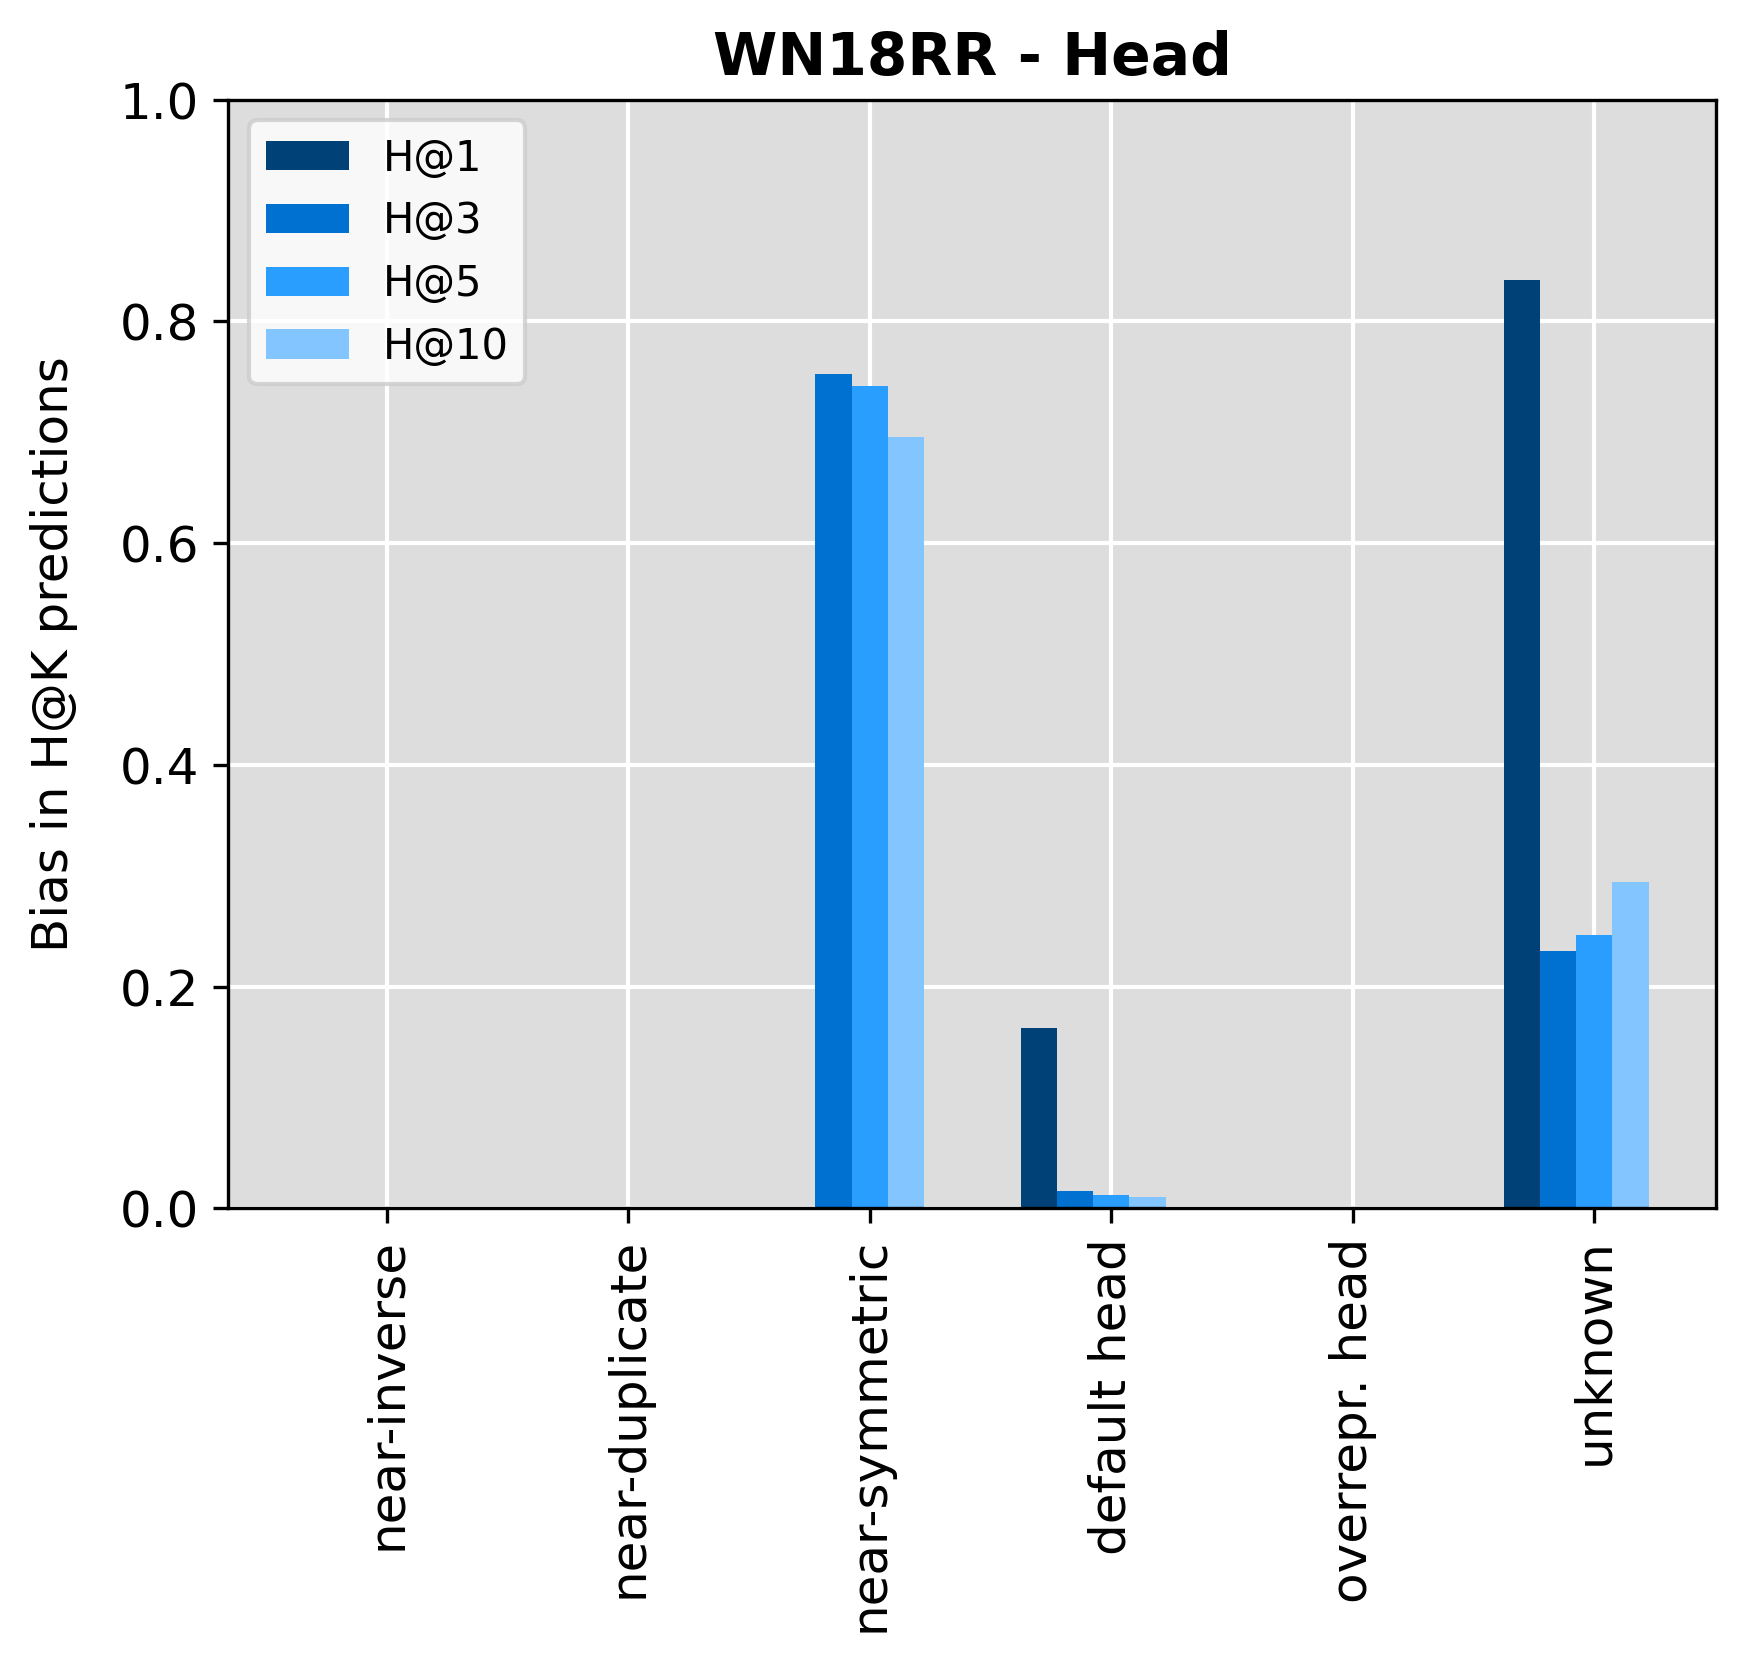 WN18RR - Head
Bias in H@K predictions
1.0
0.8
0.6
0.4
0.2
0.0
H@1
H@3
H@5
H@10
near-inverse
near-duplicate
near-symmetric
default head
overrepr. head
unknown